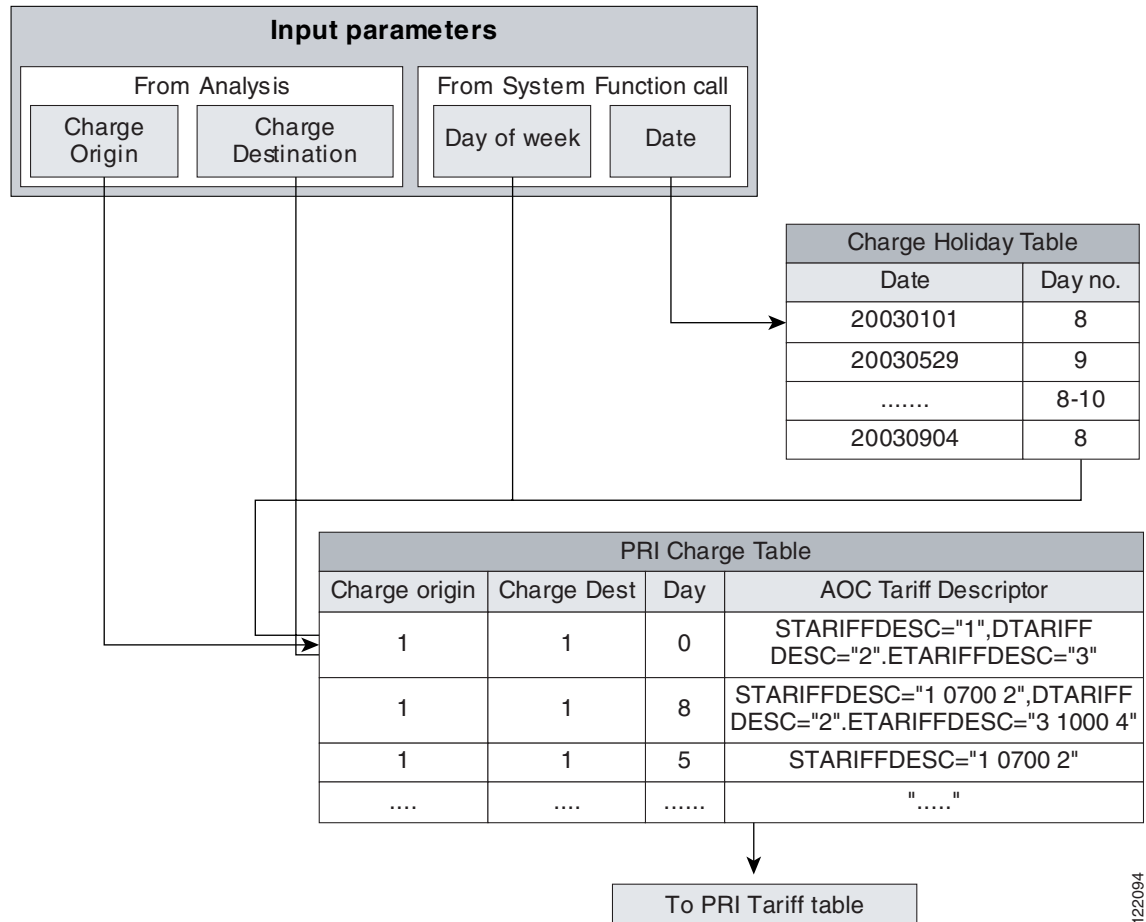 Input parameters
From Analysis
From System Function call
Charge
Origin
Charge
Destination
Day of week
Date
Charge Holiday Table
Date
Day no.
20030101
8
20030529
9
.......
8-10
20030904
8
PRI Charge Table
Charge origin
Charge Dest
Day
AOC Tariff Descriptor
1
1
0
STARIFFDESC="1",DTARIFF
DESC="2".ETARIFFDESC="3"
1
1
8
STARIFFDESC="1 0700 2",DTARIFF
DESC="2".ETARIFFDESC="3 1000 4"
1
1
5
STARIFFDESC="1 0700 2"
....
....
......
"....."
To PRI Tariff table
122094